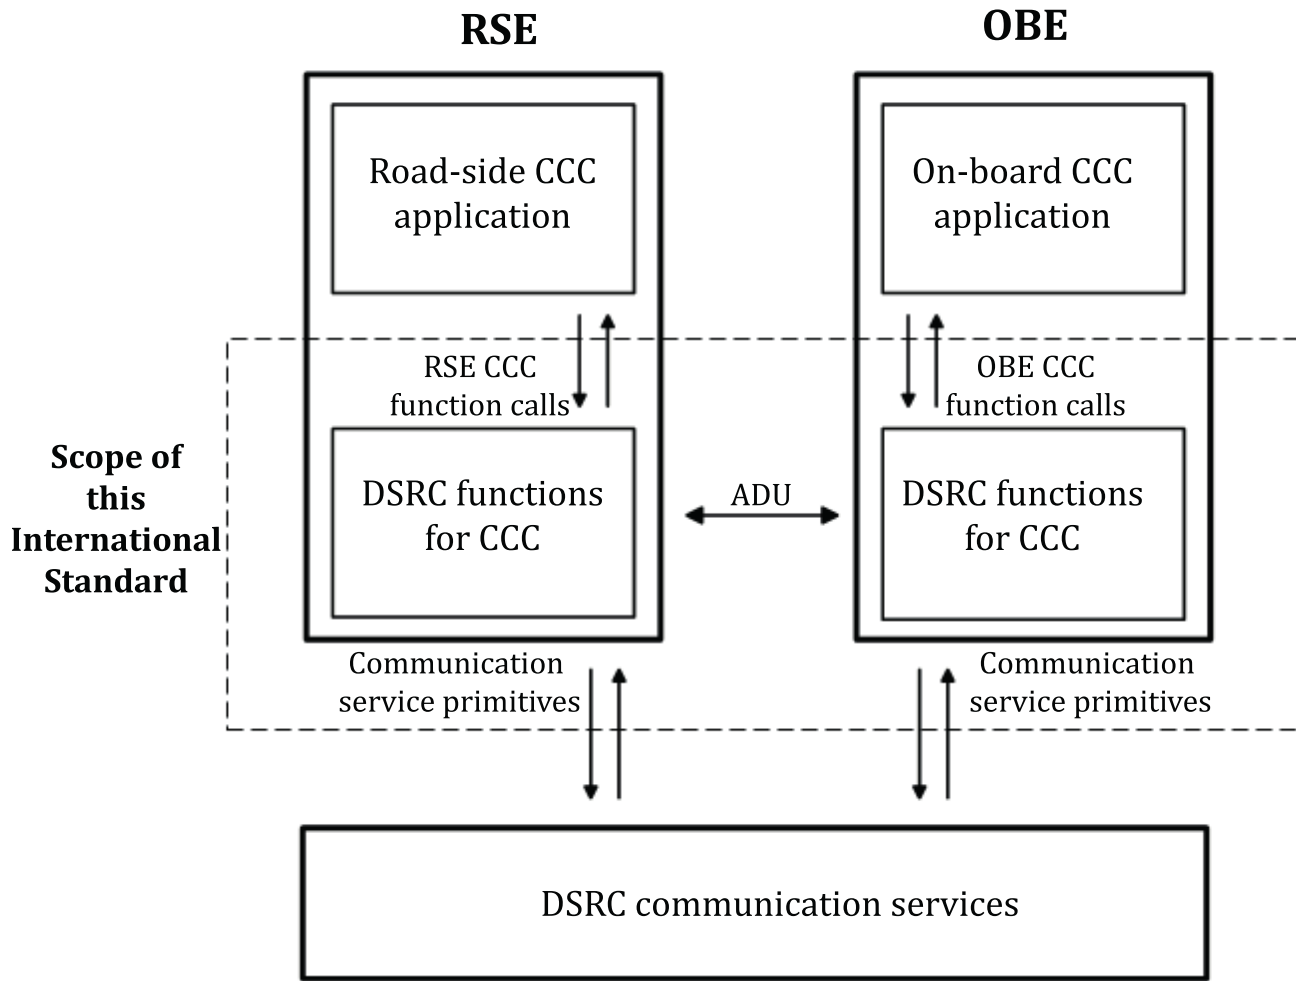 RSE
OBE
Road-side CCC
application
On-board CCC
application
RSE CCC
function calls
OBE CCC
function calls
Scope of
this
International
Standard
DSRC functions
for CCC
ADU
DSRC functions
for CCC
Communication
service primitives
Communication
service primitives
DSRC communication services